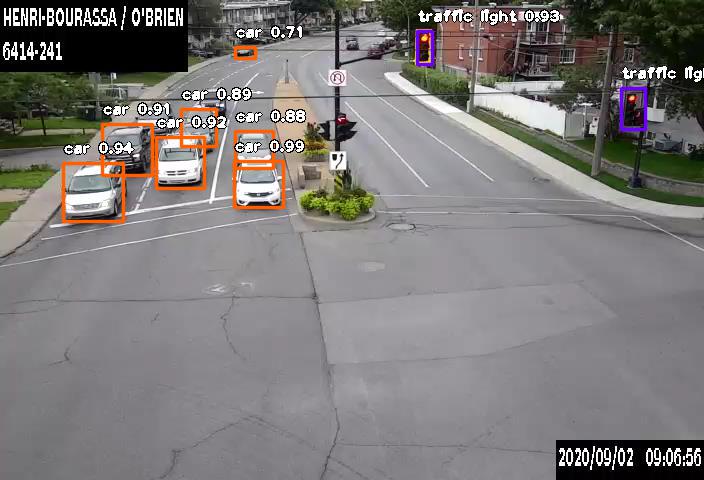 HENRI-BOURASSA / O'BRIEN
6414-241
traffic light 0.93
car 0.71
traffic lig
car 0.89
car 0.91
car 0.92
car 0.88
car 0.94
car 0.99
2020/09/02 09:06:56